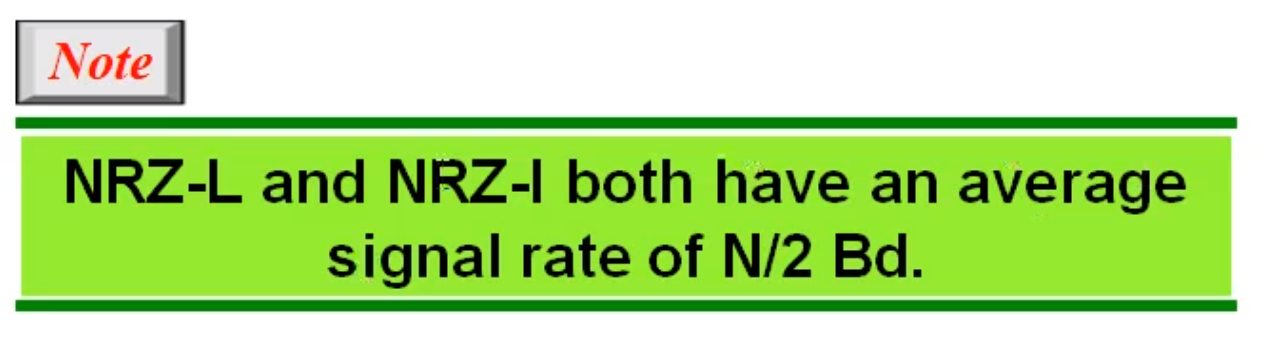 Note
NRZ-L and NRZ-I both have an average
signal rate of N/2 Bd.